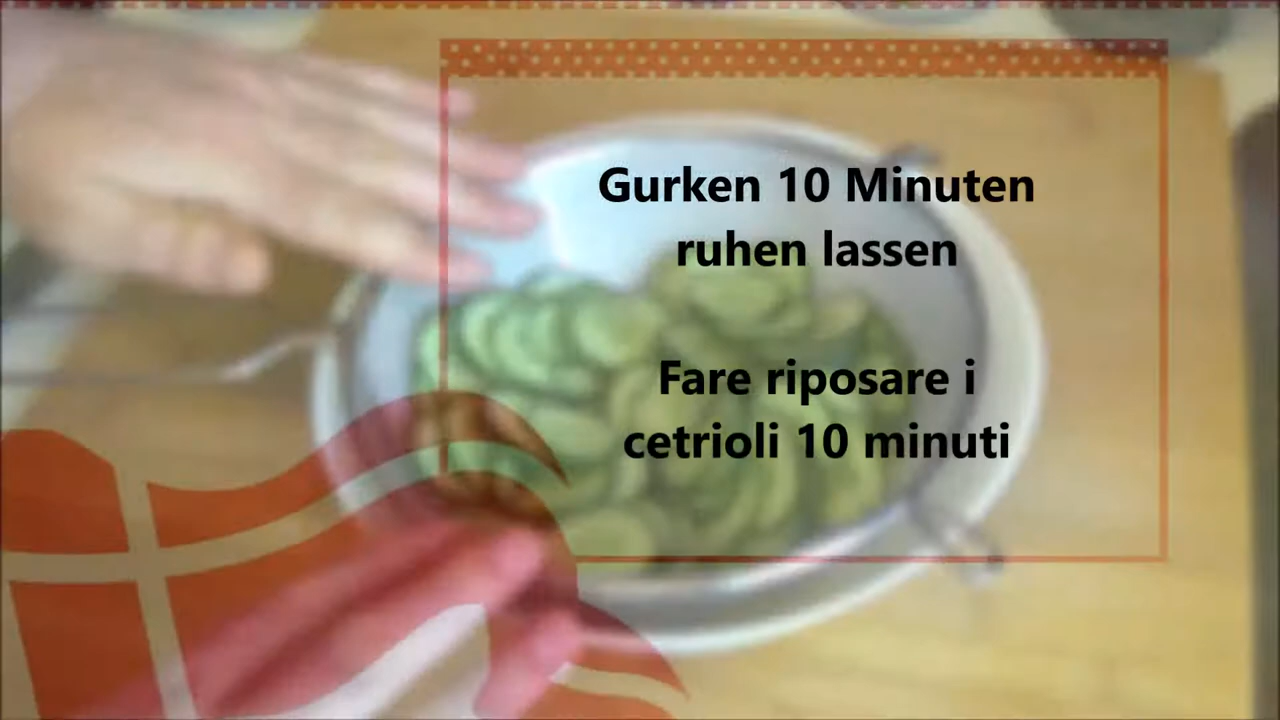 Gurken 10 Minuten
ruhen lassen
Fare riposare i
cetrioli 10 minuti